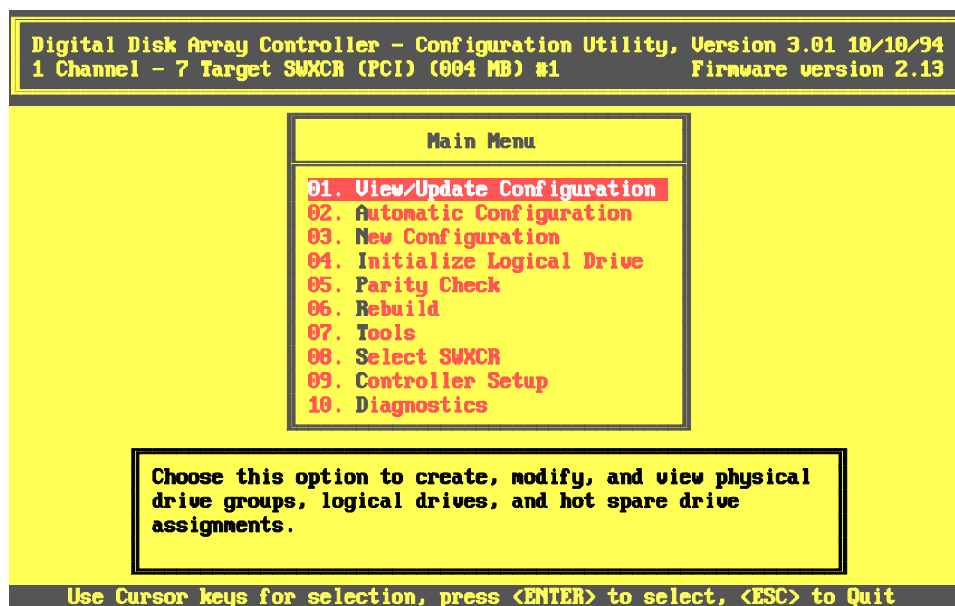 Digital Disk Array Controller - Configuration Utility, Version 3.01 10/10/94
1 Channel - 7 Target SWXCR (PCI) (004 MB) #1 Firmware version 2.13
Main Menu
01. View/Update Configuration
02. Automatic Configuration
03. New Configuration
04. Initialize Logical Drive
05. Parity Check
06. Rebuild
07. Tools
08. Select SWXCR
09. Controller Setup
10. Diagnostics
Choose this option to create, modify, and view physical
drive groups, logical drives, and hot spare drive
assignments.
Use Cursor keys for selection, press <ENTER> to select, <ESC> to Quit